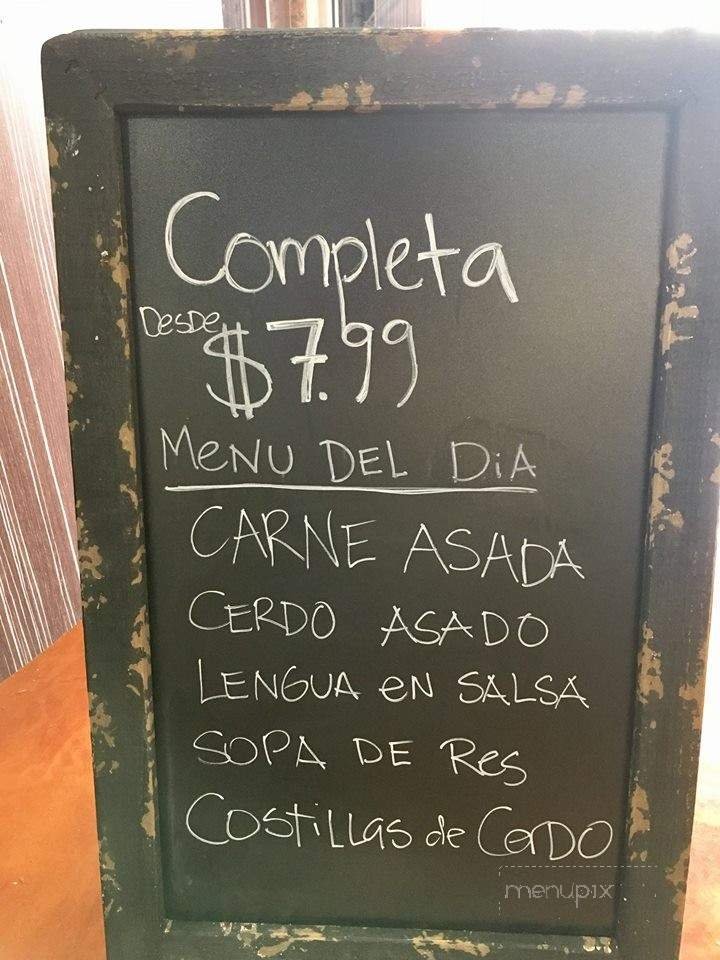 Completa
Desde
$7.99
MeNU DEL DiA
CARNE ASADA
CERDO ASADO
LENGUA eN SALSA
SOPA DE Res
CostiLLas de CerDO
menupix